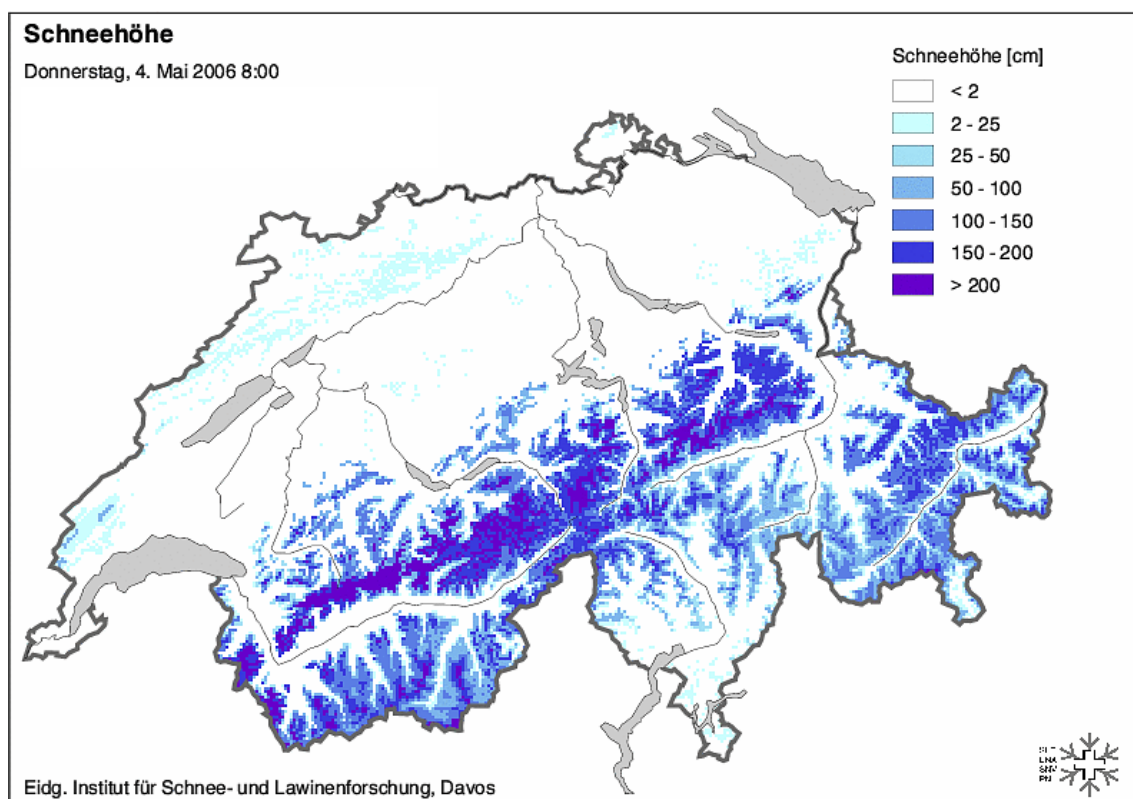 Schneehöhe
Donnerstag, 4. Mai 2006 8:00
Schneehöhe [cm]
< 2
2 - 25
25 - 50
50 - 100
100 - 150
150 - 200
> 200
Eidg. Institut für Schnee- und Lawinenforschung, Davos